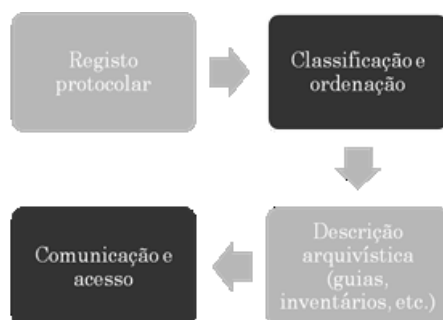 Registo
protocolar
Classificação e
ordenação
Descrição
arquivística
(guias,
inventários, etc.)
Comunicação e
acesso